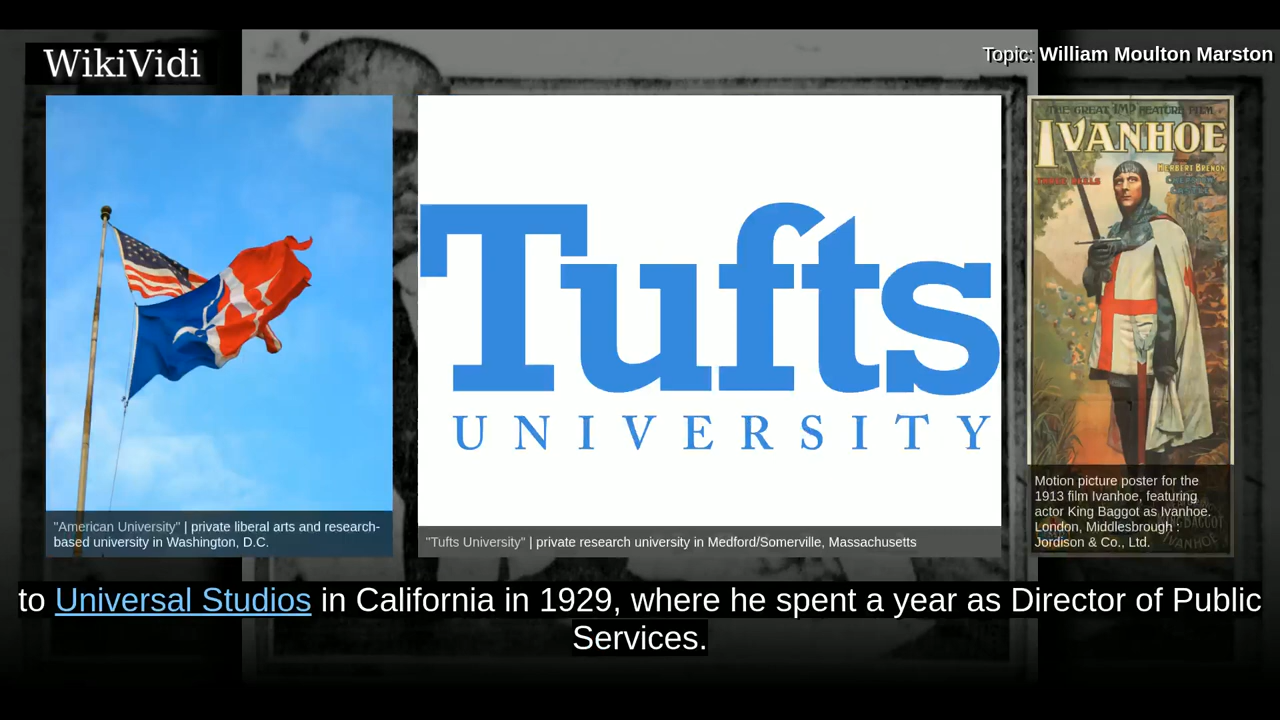 WikiVidi
Topic: William Moulton Marston
"American University" | private liberal arts and research-
based university in Washington, D.C.
Tufts
UNIVERSITY
"Tufts University" | private research university in Medford/Somerville, Massachusetts
THE GREAT IMP FEATURE FILM
IVANHOE
HERBERT BRENON
Motion picture poster for the
1913 film Ivanhoe, featuring
actor King Baggot as Ivanhoe.
London, Middlesbrough :
Jordison & Co., Ltd.
IVANHOE
to Universal Studios in California in 1929, where he spent a year as Director of Public
Services.